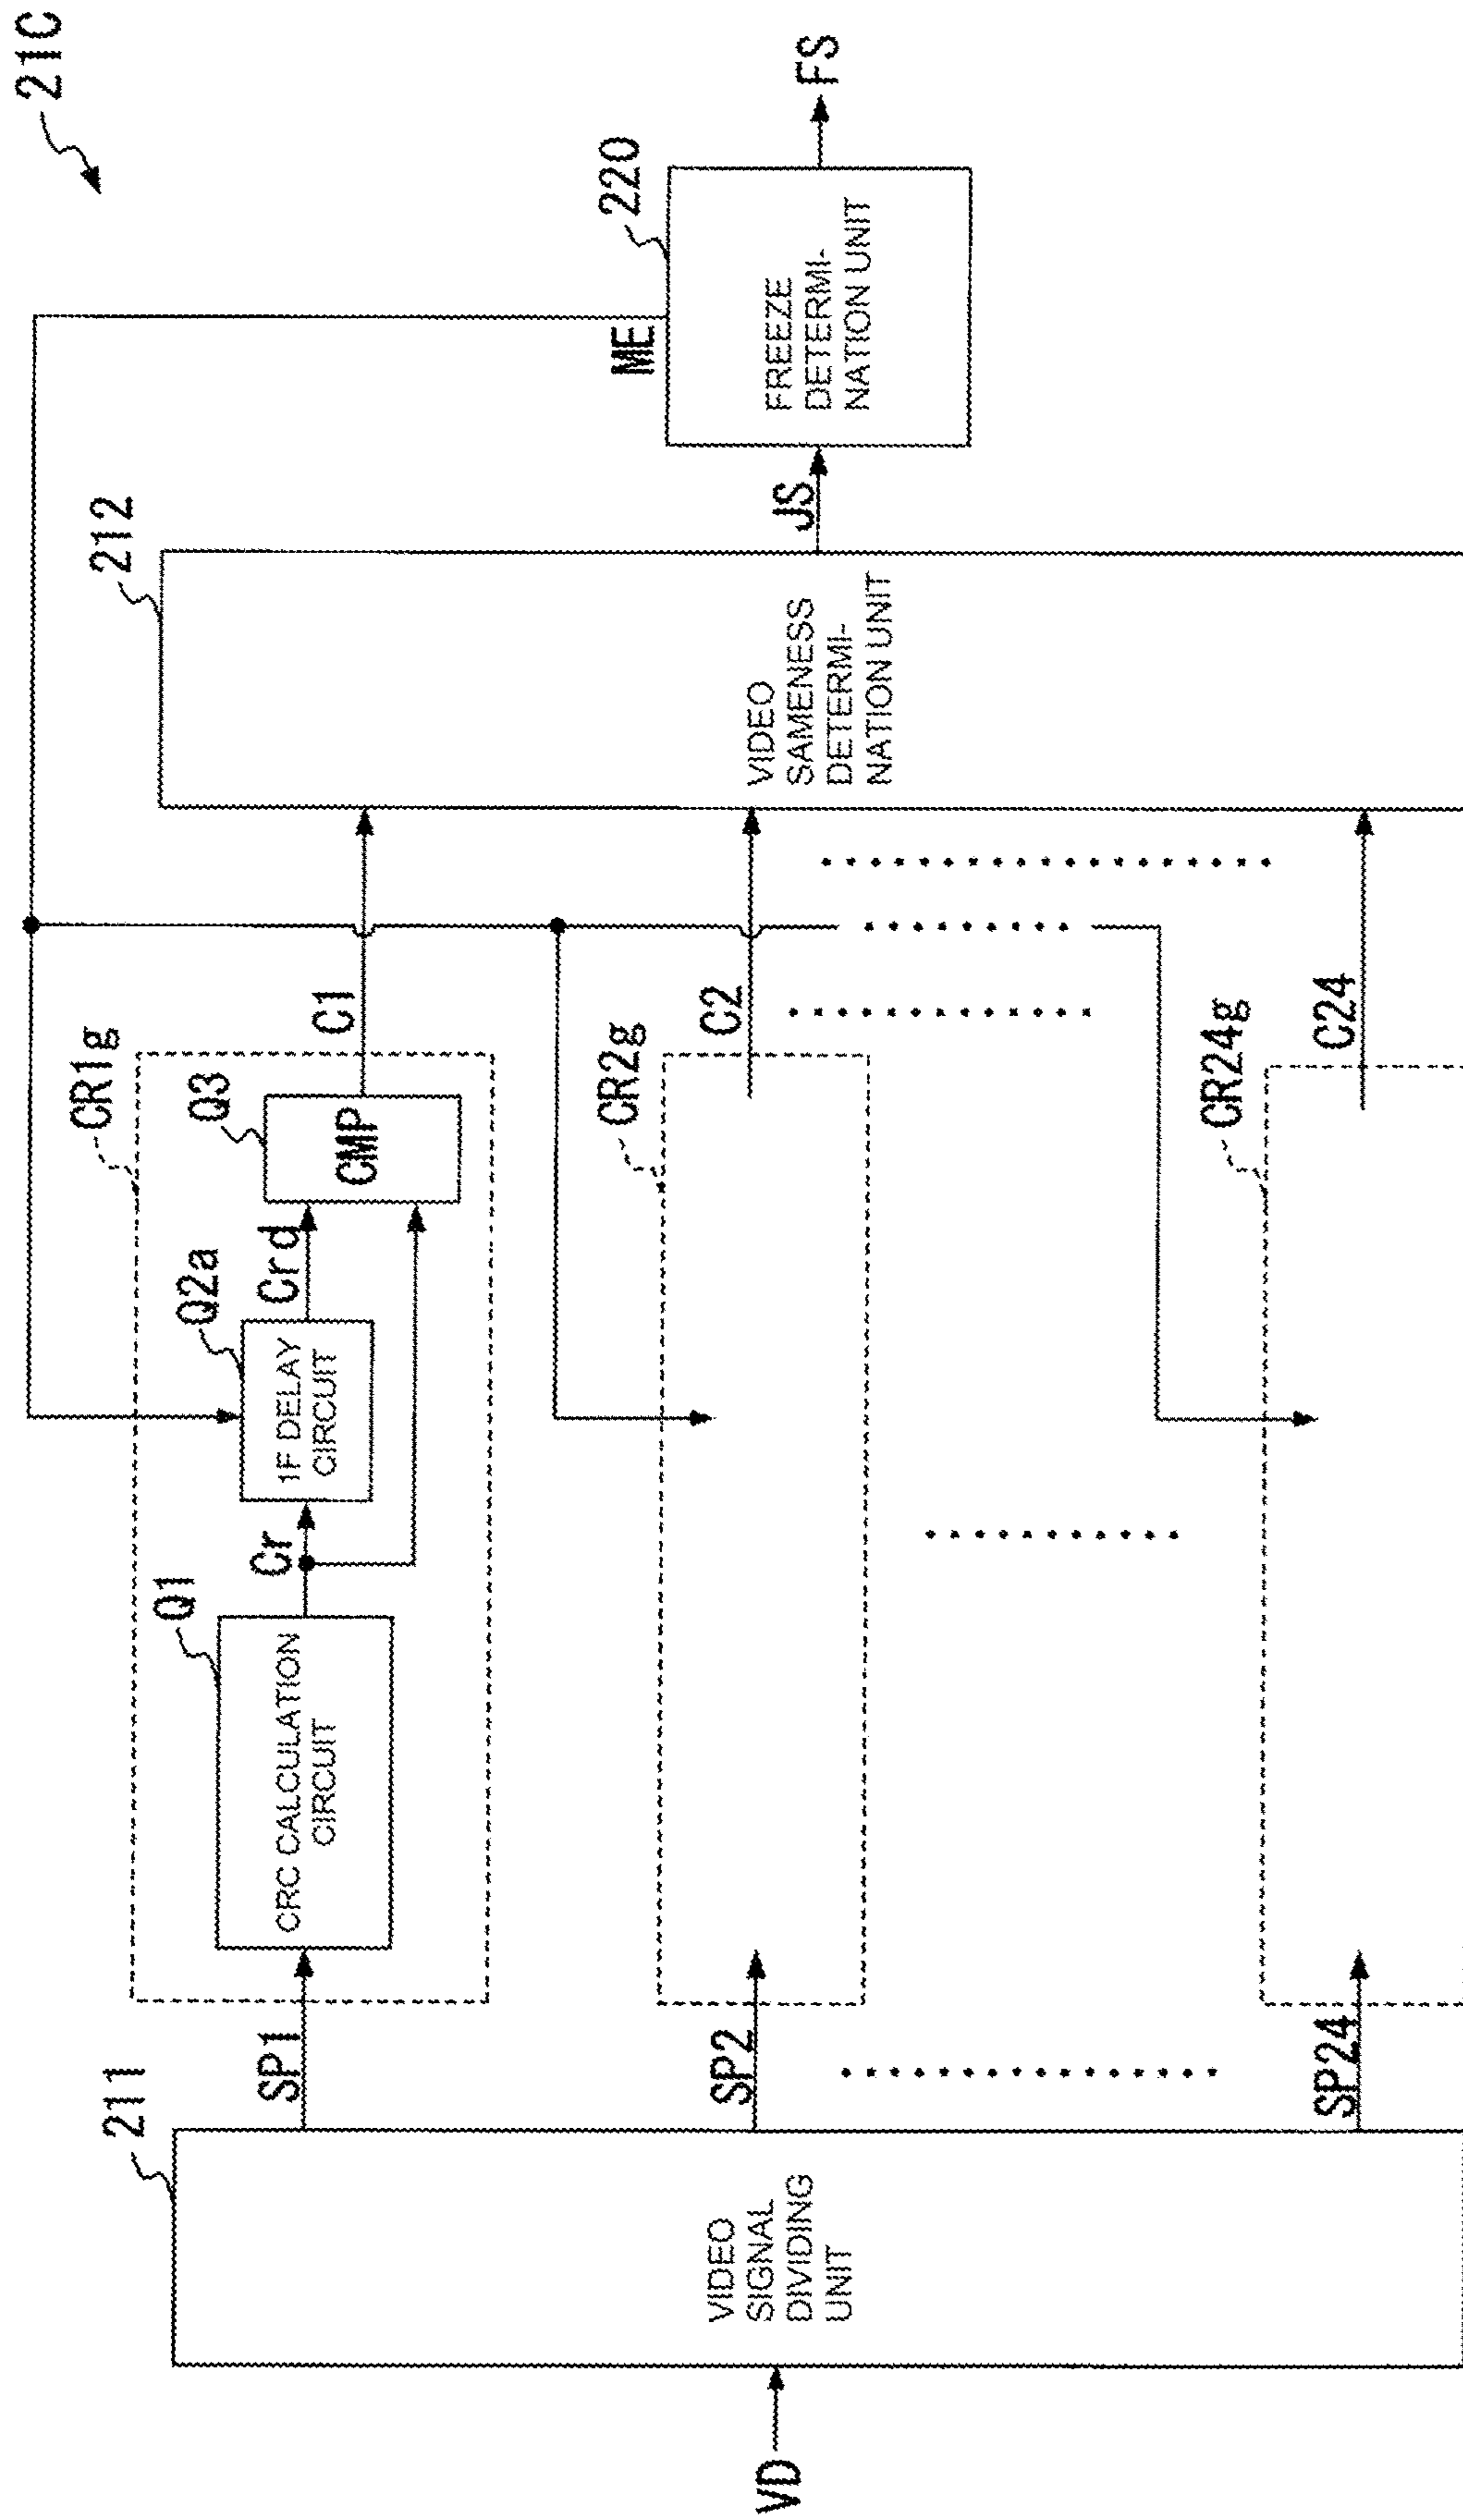 21C
VD
211
VIDEO
SIGNAL
DIVIDING
UNIT
SP1
SP2
SP24
CR1g
Q1
CRC CALCULATION
CIRCUIT
Cr
Q2a
1F DELAY
CIRCUIT
Crd
Q3
CMP
C1
CR2g
C2
CR24g
C24
212
VIDEO
SAMENESS
DETERMI-
NATION UNIT
JS
ME
220
FREEZE
DETERMI-
NATION UNIT
FS